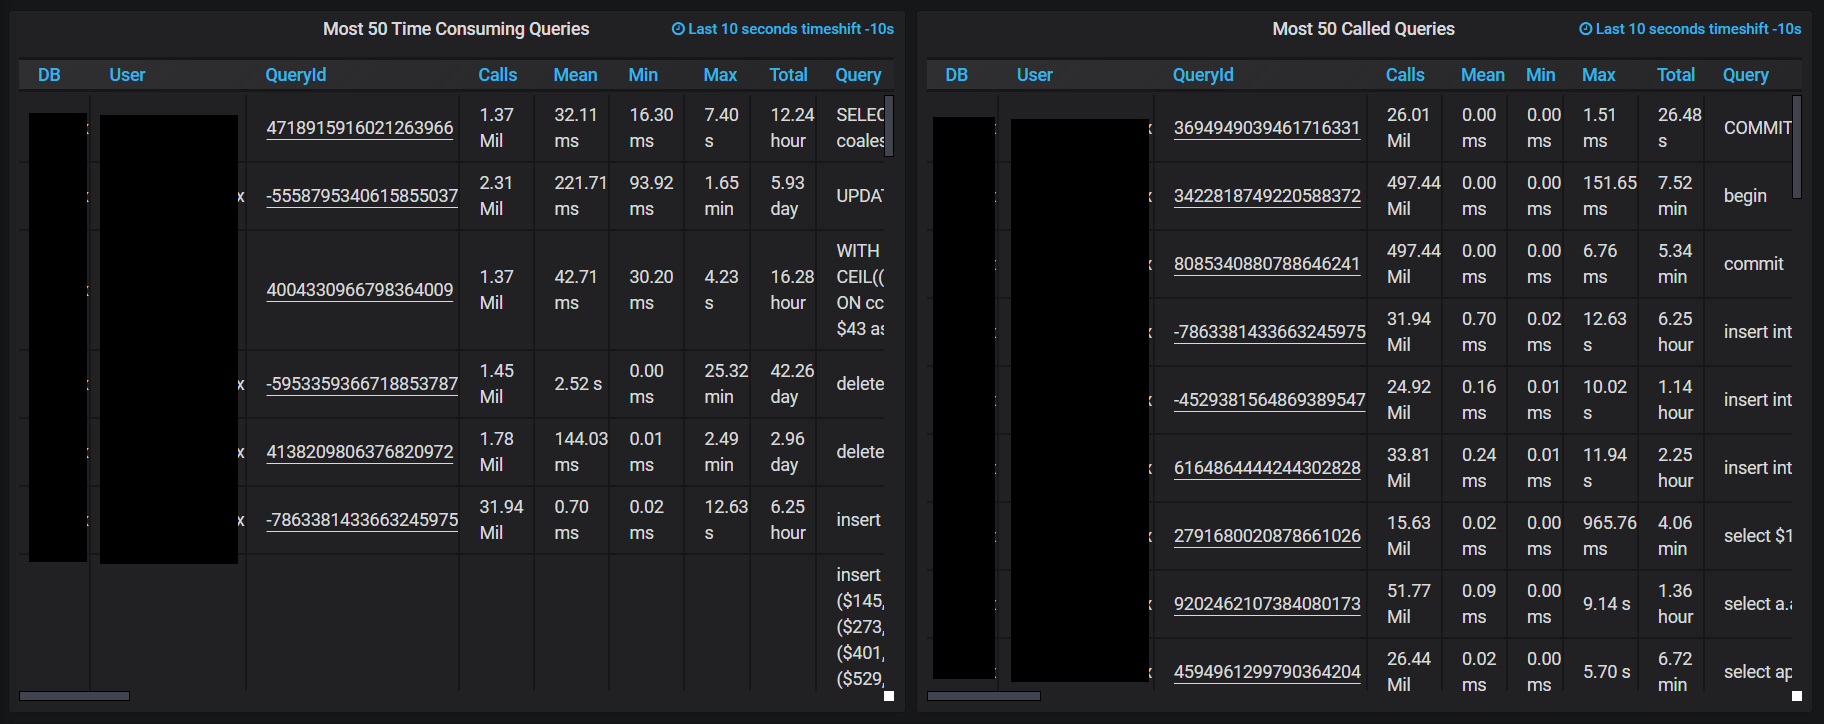 Most 50 Time Consuming Queries
Last 10 seconds timeshift -10s
DB User QueryId Calls Mean Min Max Total Query
4718915916021263966 1.37 Mil 32.11 ms 16.30 ms 7.40 s 12.24 hour SELEC coales
x -5558795340615855037 2.31 Mil 221.71 ms 93.92 ms 1.65 min 5.93 day UPDA
4004330966798364009 1.37 Mil 42.71 ms 30.20 ms 4.23 s 16.28 hour WITH CEIL(( ON cc $43 as
x -5953359366718853787 1.45 Mil 2.52 s 0.00 ms 25.32 min 42.26 day delete
x 4138209806376820972 1.78 Mil 144.03 ms 0.01 ms 2.49 min 2.96 day delete
x -7863381433663245975 31.94 Mil 0.70 ms 0.02 ms 12.63 s 6.25 hour insert
insert
($145,
($273,
($401,
($529,
Most 50 Called Queries
Last 10 seconds timeshift -10s
DB User QueryId Calls Mean Min Max Total Query
3694949039461716331 26.01 Mil 0.00 ms 0.00 ms 1.51 ms 26.48 s COMMIT
3422818749220588372 497.44 Mil 0.00 ms 0.00 ms 151.65 ms 7.52 min begin
8085340880788646241 497.44 Mil 0.00 ms 0.00 ms 6.76 ms 5.34 min commit
-7863381433663245975 31.94 Mil 0.70 ms 0.02 ms 12.63 s 6.25 hour insert int
-4529381564869389547 24.92 Mil 0.16 ms 0.01 ms 10.02 s 1.14 hour insert int
6164864444244302828 33.81 Mil 0.24 ms 0.01 ms 11.94 s 2.25 hour insert int
2791680020878661026 15.63 Mil 0.02 ms 0.00 ms 965.76 ms 4.06 min select $1
9202462107384080173 51.77 Mil 0.09 ms 0.00 ms 9.14 s 1.36 hour select a.a
4594961299790364204 26.44 Mil 0.02 ms 0.00 ms 5.70 s 6.72 min select ap